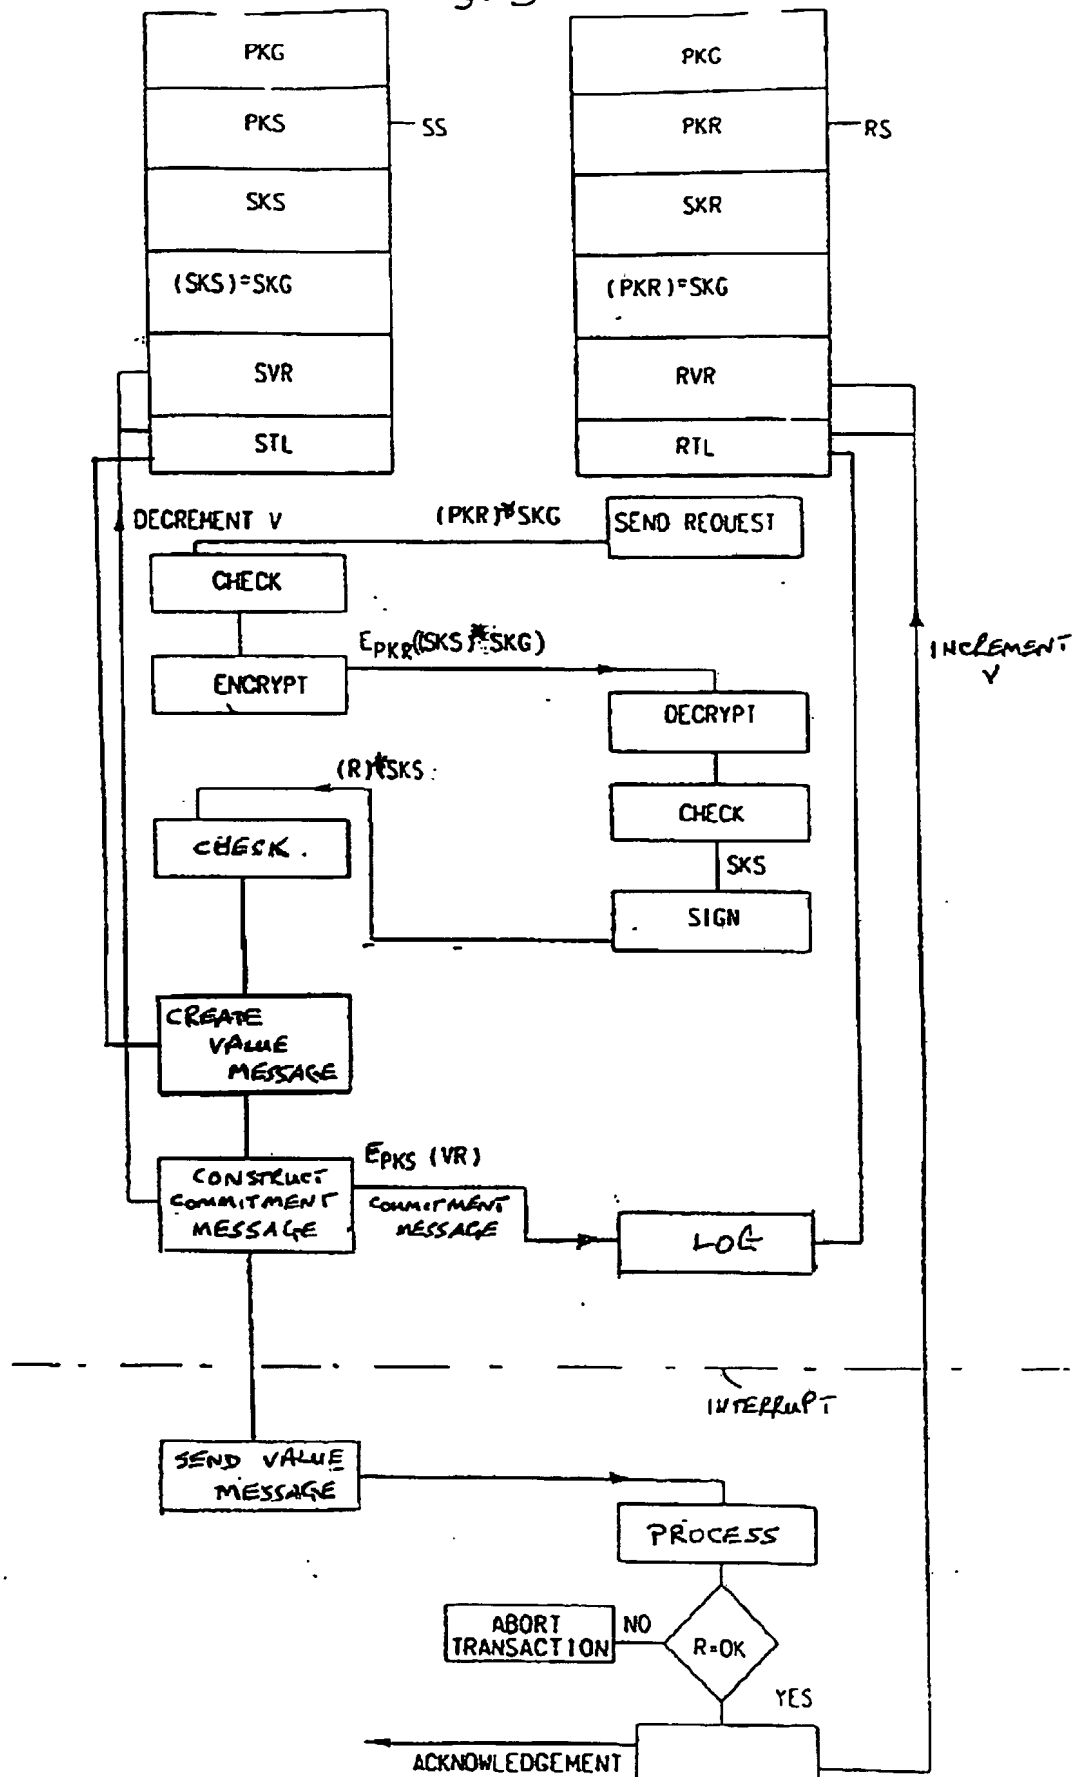 PKG
PKS
SS
SKS
(SKS)=SKG
SVR
STL
PKG
PKR
RS
SKR
(PKR)=SKG
RVR
RTL
DECREMENT V
(PKR)*SKG
SEND REQUEST
CHECK
EPKR((SKS)*SKG)
ENCRYPT
INCREMENT
V
DECRYPT
(R)*SKS
CHECK
CHECK.
SKS
SIGN
CREATE
VALUE
MESSAGE
EPKS (VR)
CONSTRUCT
COMMITMENT
MESSAGE
COMMITMENT
MESSAGE
LOG
INTERRUPT
SEND VALUE
MESSAGE
PROCESS
ABORT
TRANSACTION
NO
R=OK
YES
ACKNOWLEDGEMENT